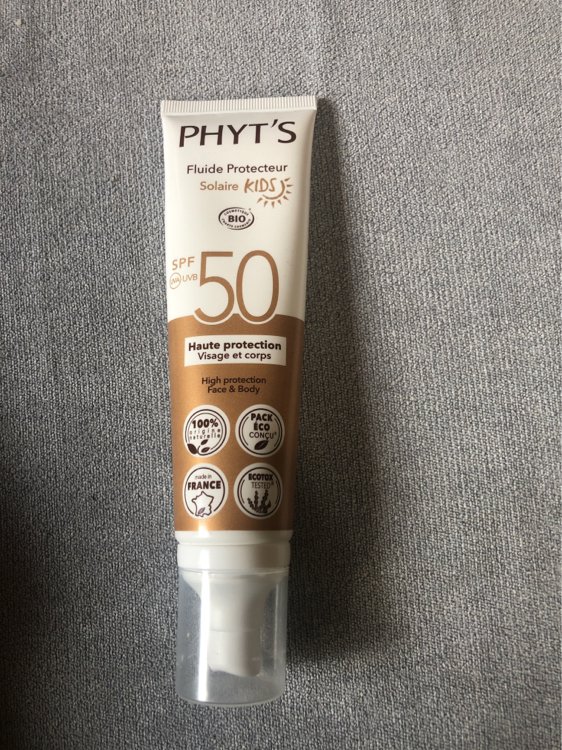 PHYT'S
Fluide Protecteur
Solaire KIDS
COSMÉTIQUE
BIO
SPF
50
UVA UVB
Haute protection
Visage et corps
High protection
Face & Body
100%
origine
naturelle
PACK
ÉCO
CONÇU*
made in
FRANCE
ECOTOX
TESTED*